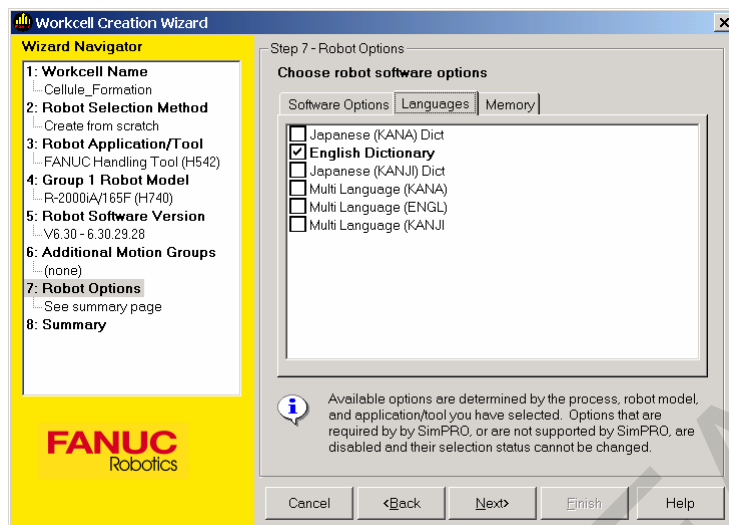 Workcell Creation Wizard
Wizard Navigator
1: Workcell Name
Cellule_Formation
2: Robot Selection Method
Create from scratch
3: Robot Application/Tool
FANUC Handling Tool (H542)
4: Group 1 Robot Model
R-2000iA/165F (H740)
5: Robot Software Version
V6.30 - 6.30.29.28
6: Additional Motion Groups
(none)
7: Robot Options
See summary page
8: Summary
FANUC
Robotics
Step 7 - Robot Options
Choose robot software options
Software Options Languages Memory
Japanese (KANA) Dict
English Dictionary
Japanese (KANJI) Dict
Multi Language (KANA)
Multi Language (ENGL)
Multi Language (KANJI
Available options are determined by the process, robot model,
and application/tool you have selected. Options that are
required by by SimPRO, or are not supported by SimPRO, are
disabled and their selection status cannot be changed.
Cancel <Back Next> Finish Help